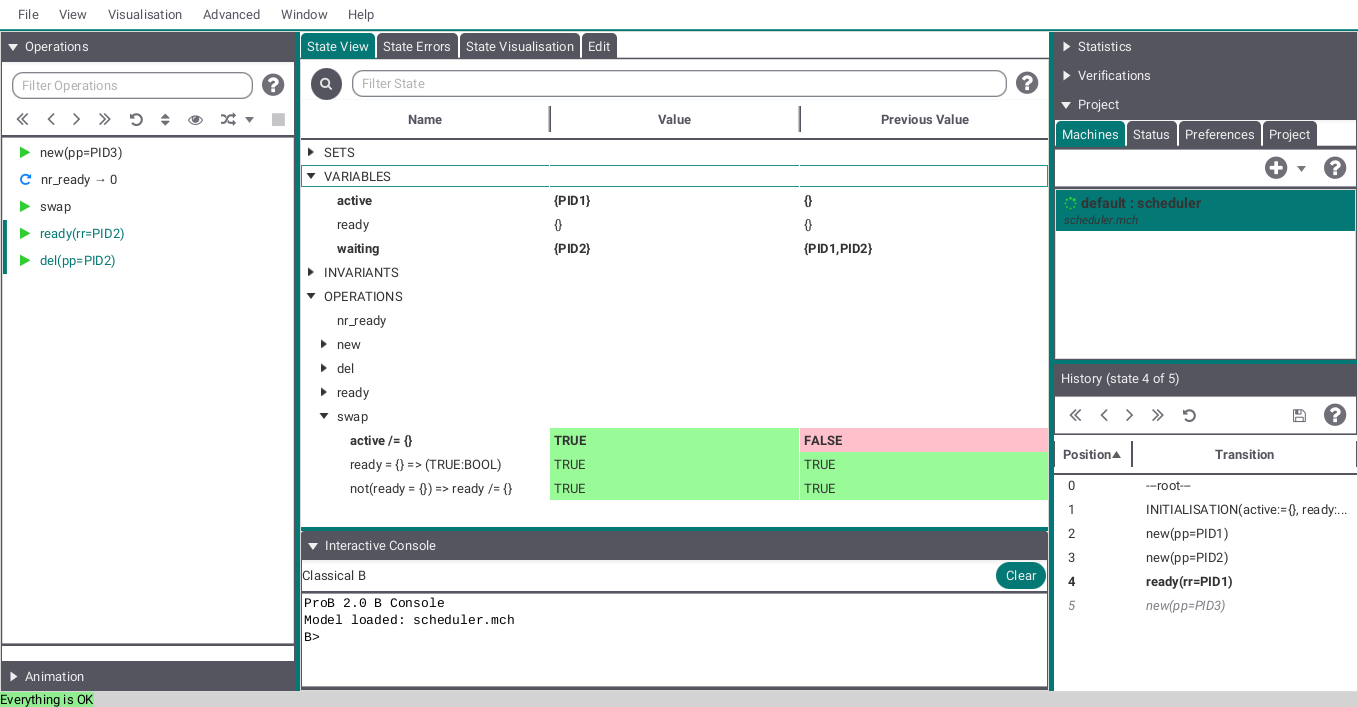 File View Visualisation Advanced Window Help
Operations
Filter Operations
new(pp=PID3)
nr_ready → 0
swap
ready(rr=PID2)
del(pp=PID2)
Animation
State View State Errors State Visualisation Edit
Filter State
Name Value Previous Value
SETS
VARIABLES
active {PID1} {}
ready {} {}
waiting {PID2} {PID1,PID2}
INVARIANTS
OPERATIONS
nr_ready
new
del
ready
swap
active /= {} TRUE FALSE
ready = {} => (TRUE:BOOL) TRUE TRUE
not(ready = {}) => ready /= {} TRUE TRUE
Interactive Console
Classical B Clear
ProB 2.0 B Console
Model loaded: scheduler.mch
B>
Statistics
Verifications
Project
Machines Status Preferences Project
default : scheduler
scheduler.mch
History (state 4 of 5)
Position Transition
0 ---root---
1 INITIALISATION(active:={}, ready:...
2 new(pp=PID1)
3 new(pp=PID2)
4 ready(rr=PID1)
5 new(pp=PID3)
Everything is OK